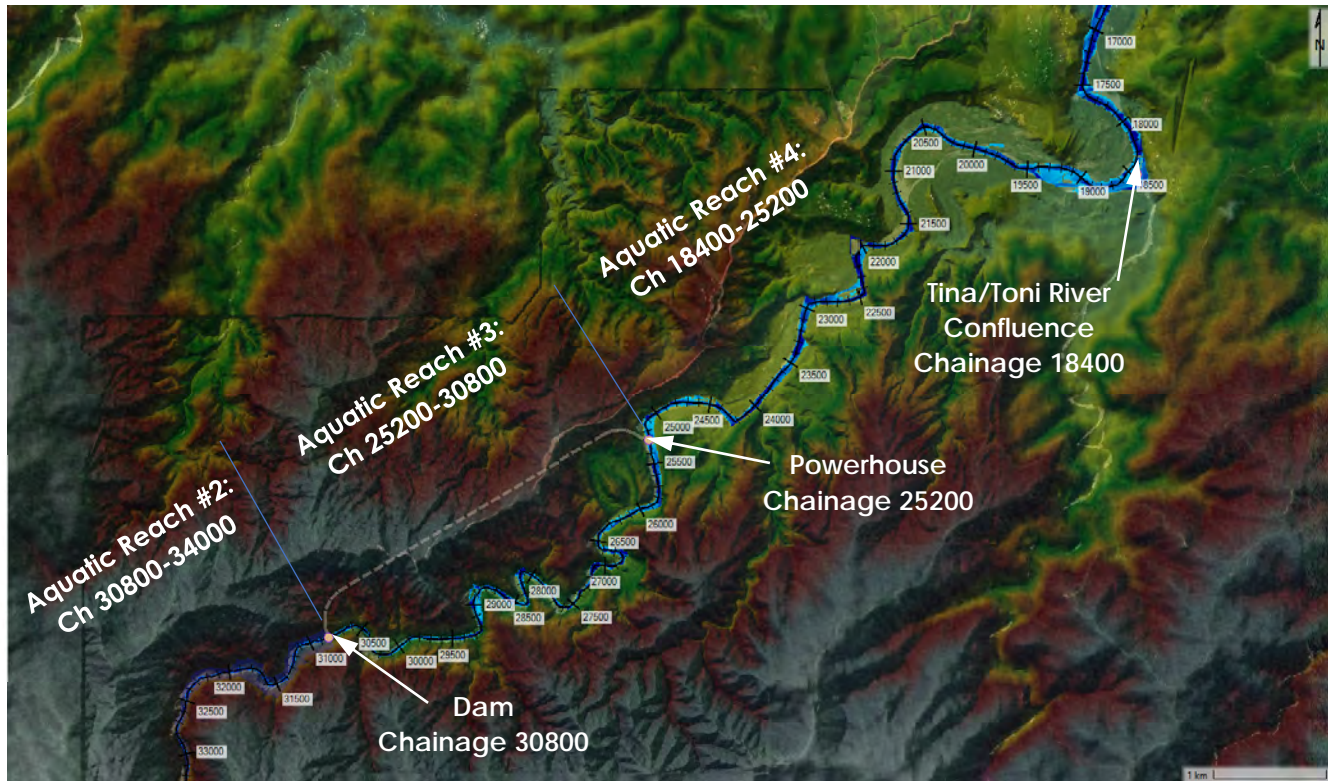 N
17000
17500
18000
20500
20000
21000
19500
19000
18500
21500
22000
22500
23000
23500
24000
24500
25000
25500
26000
26500
27000
27500
28000
28500
29000
29500
30000
30500
31000
31500
32000
32500
33000
Aquatic Reach #4:
Ch 18400-25200
Aquatic Reach #3:
Ch 25200-30800
Aquatic Reach #2:
Ch 30800-34000
Tina/Toni River
Confluence
Chainage 18400
Powerhouse
Chainage 25200
Dam
Chainage 30800
1 km